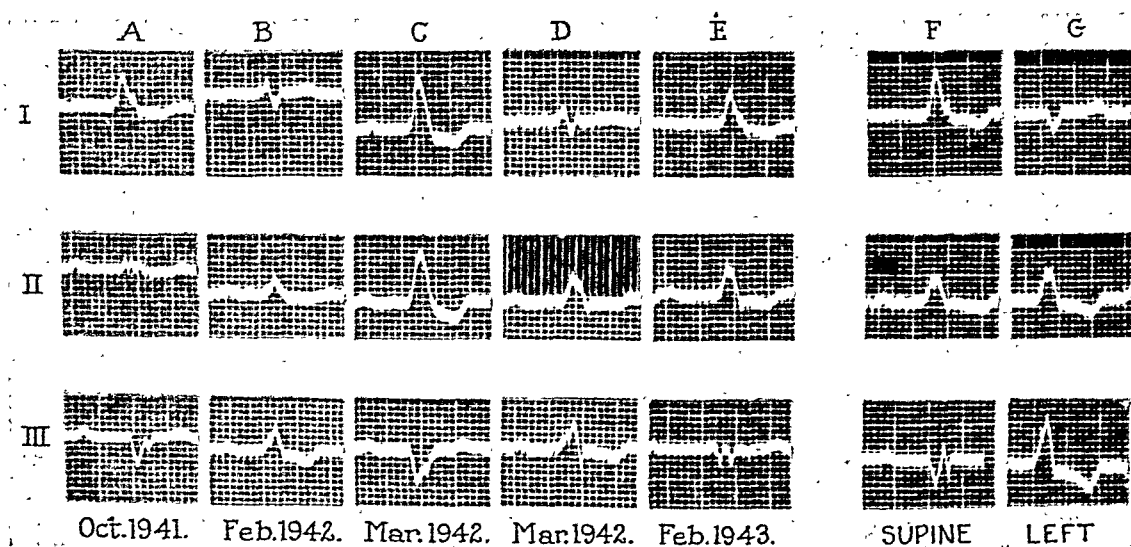 A B C D E F G
I
II
III
Oct.1941. Feb.1942. Mar.1942. Mar.1942. Feb.1943. SUPINE LEFT